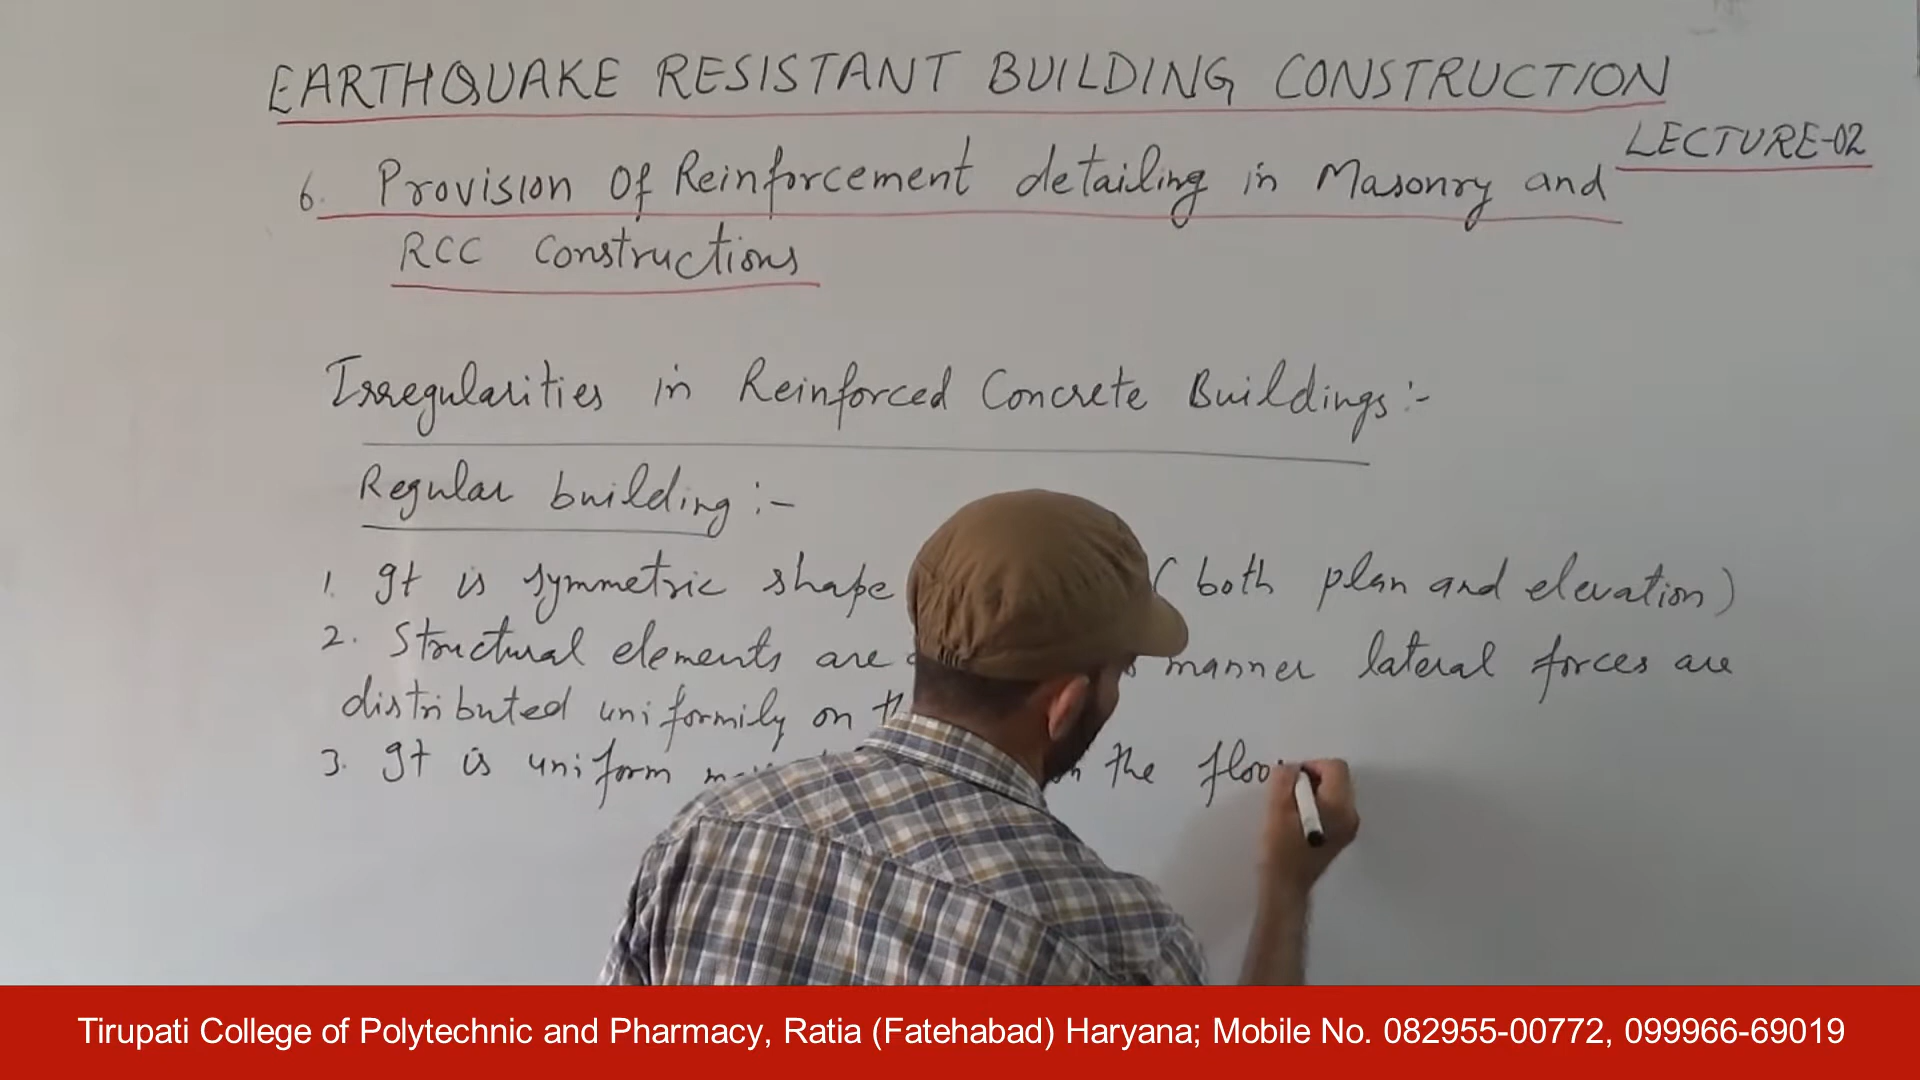 EARTHQUAKE RESISTANT BUILDING CONSTRUCTION
LECTURE-02
6. Provision Of Reinforcement detailing in Masonry and
RCC Constructions
Irregularities in Reinforced Concrete Buildings:-
Regular building:-
1. It is symmetric shape (both plan and elevation)
2. Structural elements are manner lateral forces are
distributed uniformily on
3. It is uniform the
Tirupati College of Polytechnic and Pharmacy, Ratia (Fatehabad) Haryana; Mobile No. 082955-00772, 099966-69019